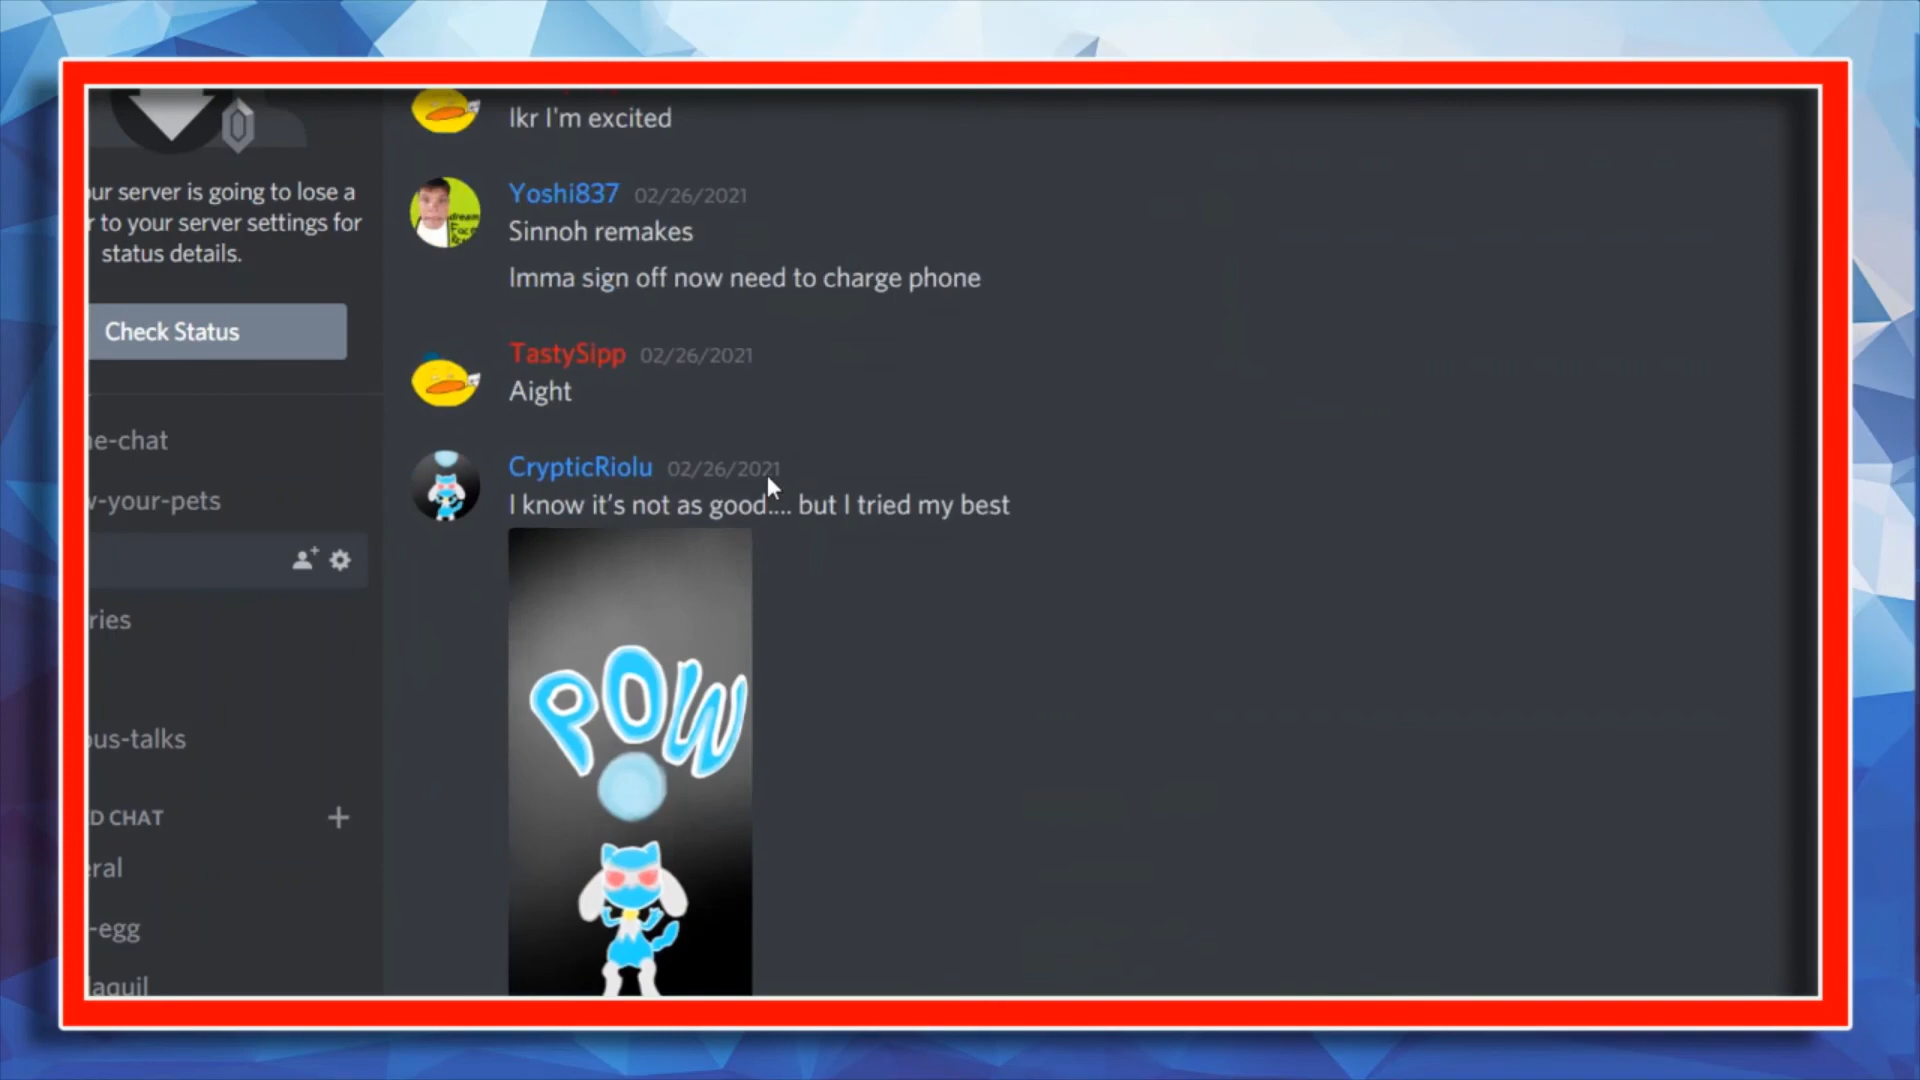 Ikr I'm excited
ur server is going to lose a
r to your server settings for
status details.
Check Status
Yoshi837 02/26/2021
Sinnoh remakes
Imma sign off now need to charge phone
TastySipp 02/26/2021
Aight
CrypticRiolu 02/26/2021
I know it's not as good.... but I tried my best
POW
e-chat
w-your-pets
ries
ous-talks
D CHAT
eral
-egg
laquil